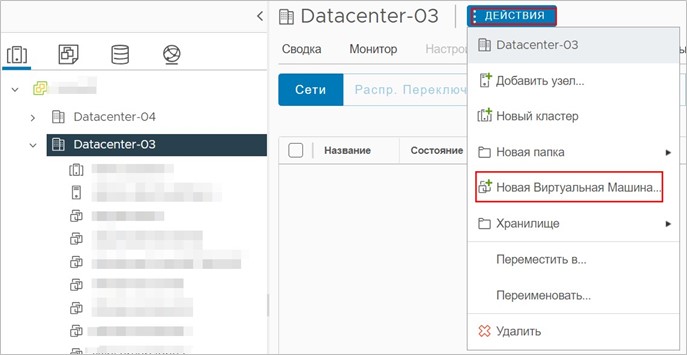 Datacenter-03
ДЕЙСТВИЯ
Сводка Монитор Настрой
Сети Распр. Переключ
Название Состояние
Datacenter-04
Datacenter-03
Datacenter-03
Добавить узел...
Новый кластер
Новая папка
Новая Виртуальная Машина...
Хранилище
Переместить в...
Переименовать...
Удалить